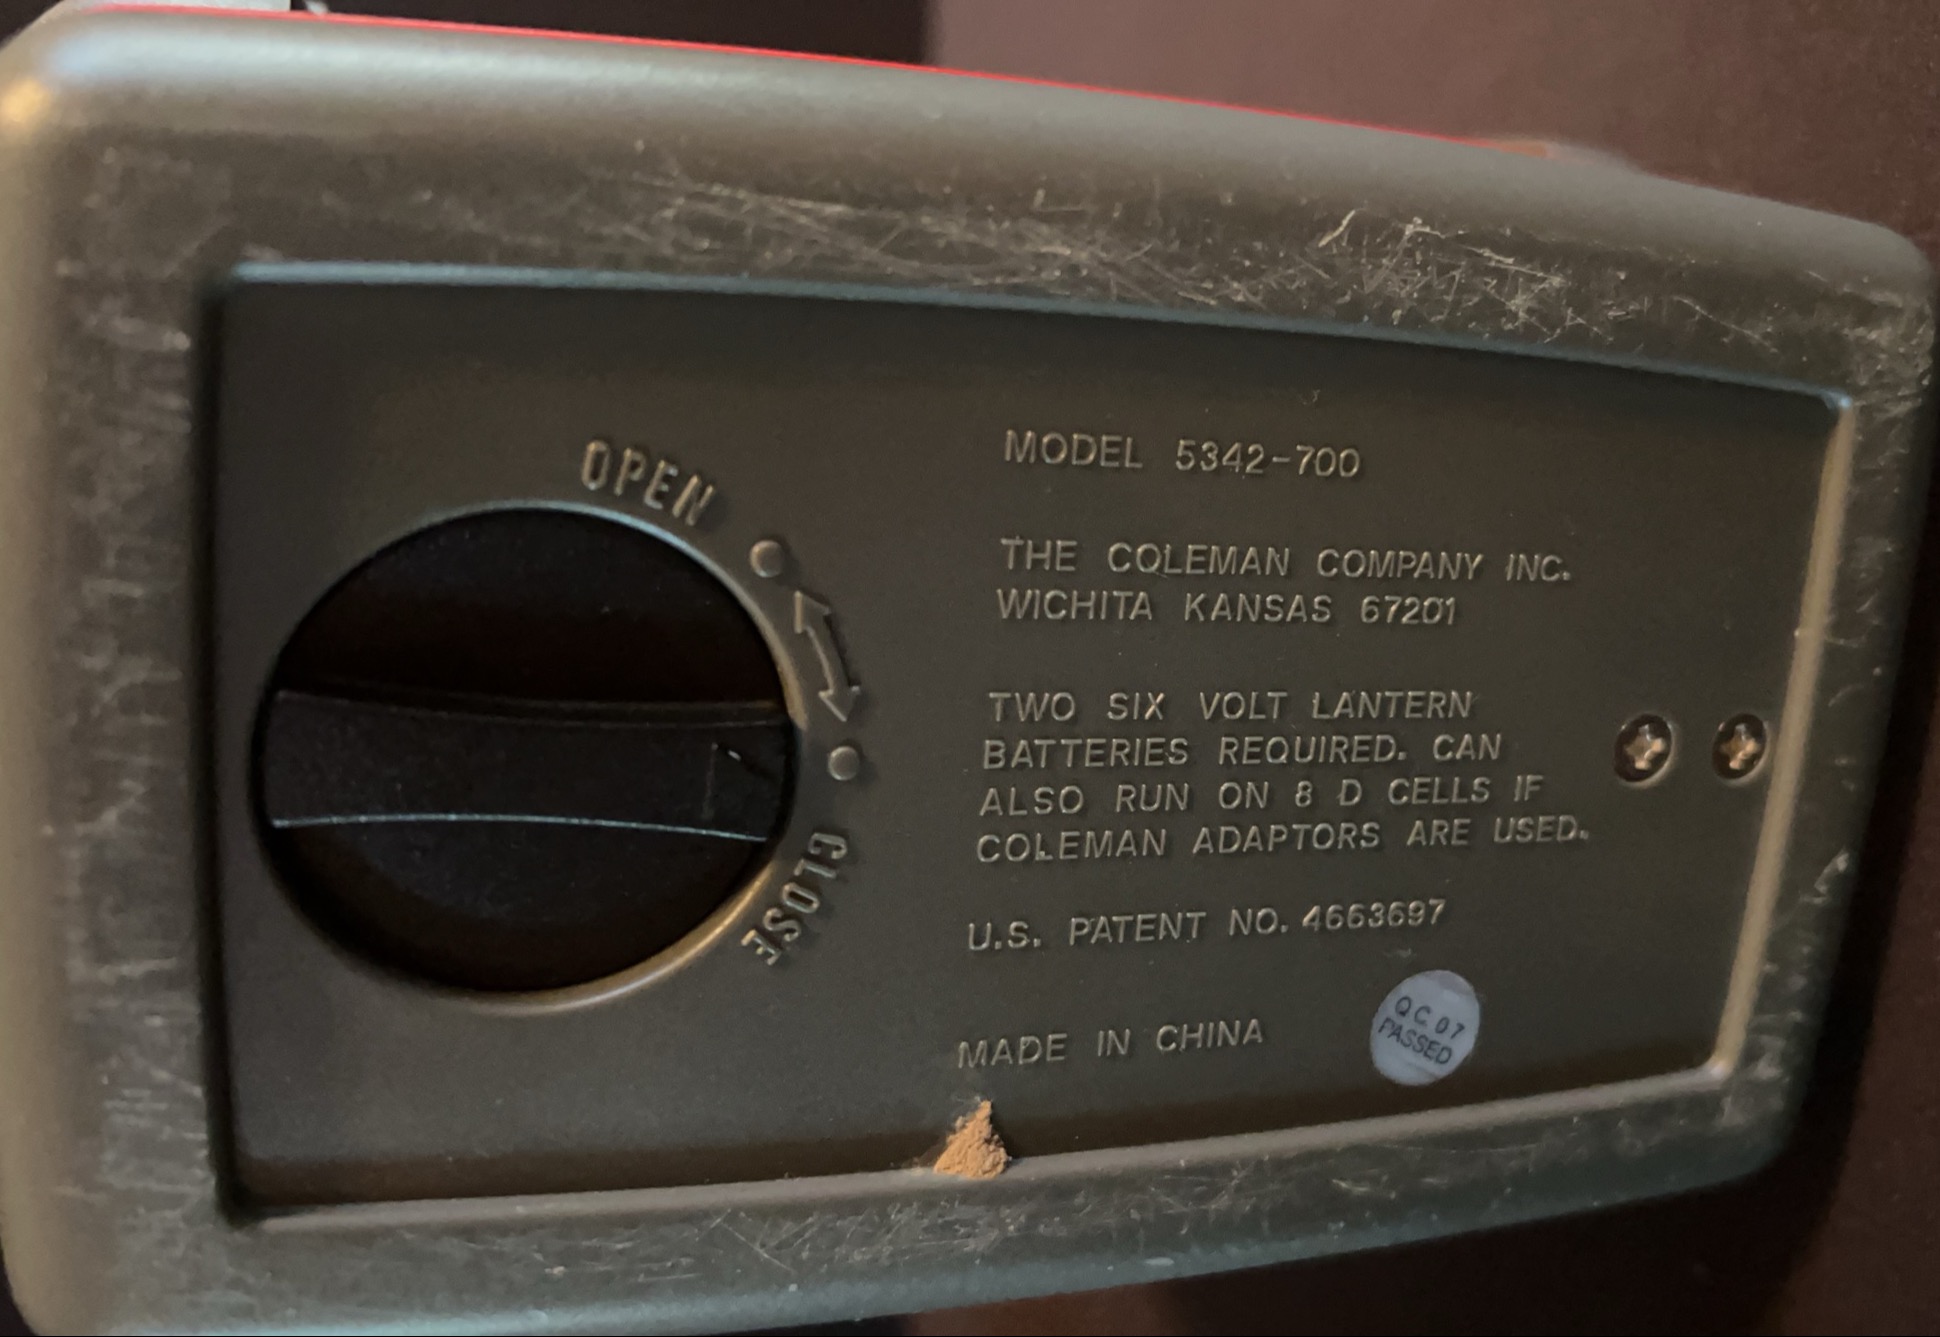 OPEN
CLOSE
MODEL 5342-700
THE COLEMAN COMPANY INC.
WICHITA KANSAS 67201
TWO SIX VOLT LANTERN
BATTERIES REQUIRED. CAN
ALSO RUN ON 8 D CELLS IF
COLEMAN ADAPTORS ARE USED.
U.S. PATENT NO. 4663697
MADE IN CHINA
QC 07
PASSED